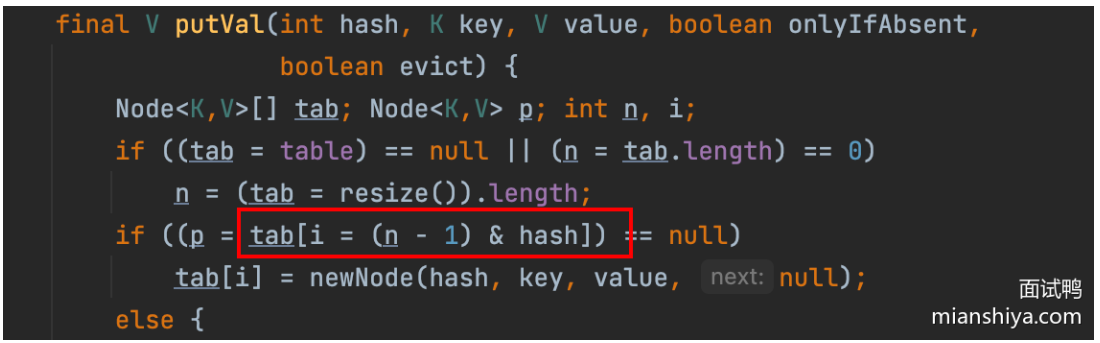 final V putVal(int hash, K key, V value, boolean onlyIfAbsent,
boolean evict) {
Node<K,V>[] tab; Node<K,V> p; int n, i;
if ((tab = table) == null || (n = tab.length) == 0)
n = (tab = resize()).length;
if ((p = tab[i = (n - 1) & hash]) == null)
tab[i] = newNode(hash, key, value, next: null);
else {
面试鸭
mianshiya.com